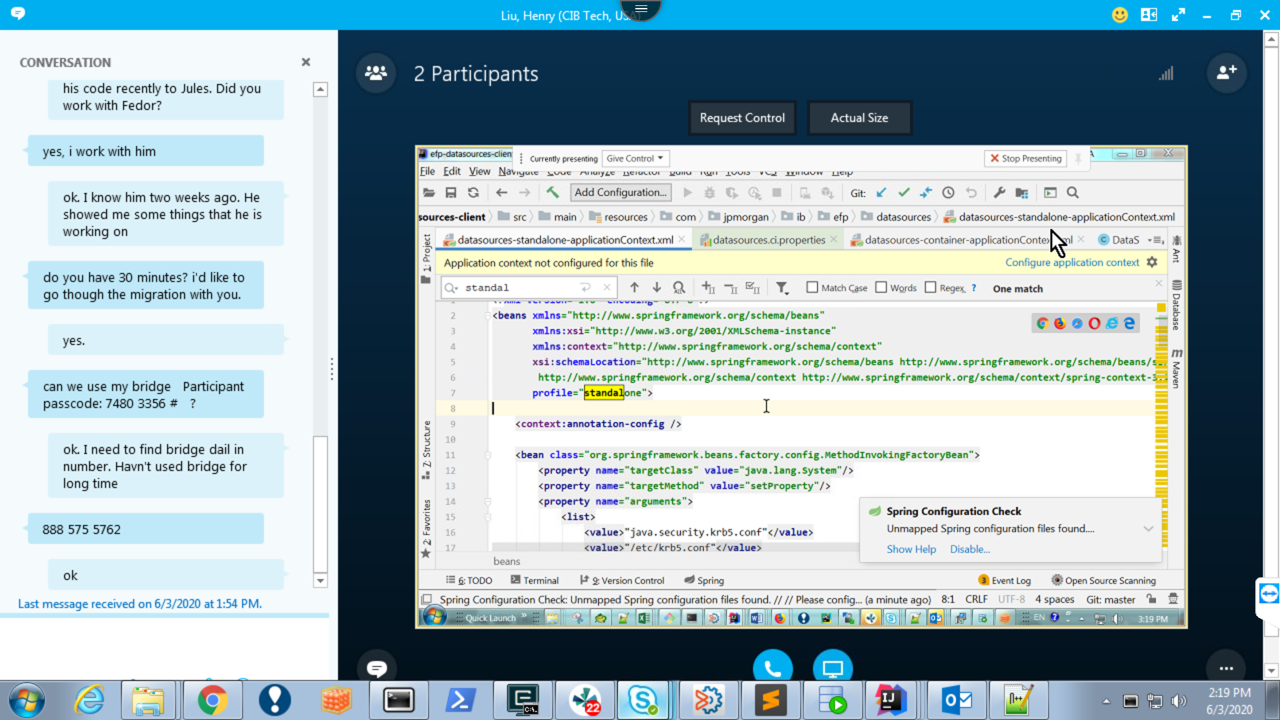 Liu, Henry (CIB Tech, US
CONVERSATION
his code recently to Jules. Did you
work with Fedor?
yes, i work with him
ok. I know him two weeks ago. He
showed me some things that he is
working on
do you have 30 minutes? i'd like to
go though the migration with you.
yes.
can we use my bridge Participant
passcode: 7480 3356 # ?
ok. I need to find bridge dail in
number. Havn't used bridge for
long time
888 575 5762
ok
Last message received on 6/3/2020 at 1:54 PM.
2 Participants
Request Control
Actual Size
efp-datasources-clien
Currently presenting
Give Control
Stop Presenting
File Edit View Navigate Code Analyze Refactor Tools VCS Window Help
Add Configuration...
Git:
sources-client src main resources com jpmorgan ib efp datasources datasources-standalone-applicationContext.xml
datasources-standalone-applicationContext.xml
datasources.ci.properties
datasources-container-applicationConte
DataS
Application context not configured for this file
Configure application context
standal
Match Case
Words
Regex
?
One match
1: Project
Z: Structure
2: Favorites
Ant
Database
m Maven
2 <beans xmlns="http://www.springframework.org/schema/beans"
3 xmlns:xsi="http://www.w3.org/2001/XMLSchema-instance"
4 xmlns:context="http://www.springframework.org/schema/context"
5 xsi:schemaLocation="http://www.springframework.org/schema/beans http://www.springframework.org/schema/beans/s
6 http://www.springframework.org/schema/context http://www.springframework.org/schema/context/spring-context-3
7 profile="standalone">
8
9 <context:annotation-config />
10
11 <bean class="org.springframework.beans.factory.config.MethodInvokingFactoryBean">
12 <property name="targetClass" value="java.lang.System"/>
13 <property name="targetMethod" value="setProperty"/>
14 <property name="arguments">
15 <list>
16 <value>"java.security.krb5.conf"</value>
17 <value>"/etc/krb5.conf"</value>
beans
Spring Configuration Check
Unmapped Spring configuration files found....
Show Help Disable...
6: TODO Terminal 9: Version Control Spring
3 Event Log Open Source Scanning
Spring Configuration Check: Unmapped Spring configuration files found. // // Please config... (a minute ago) 8:1 CRLF UTF-8 4 spaces Git: master
Quick Launch
EN
3:19 PM
22
2:19 PM
6/3/2020